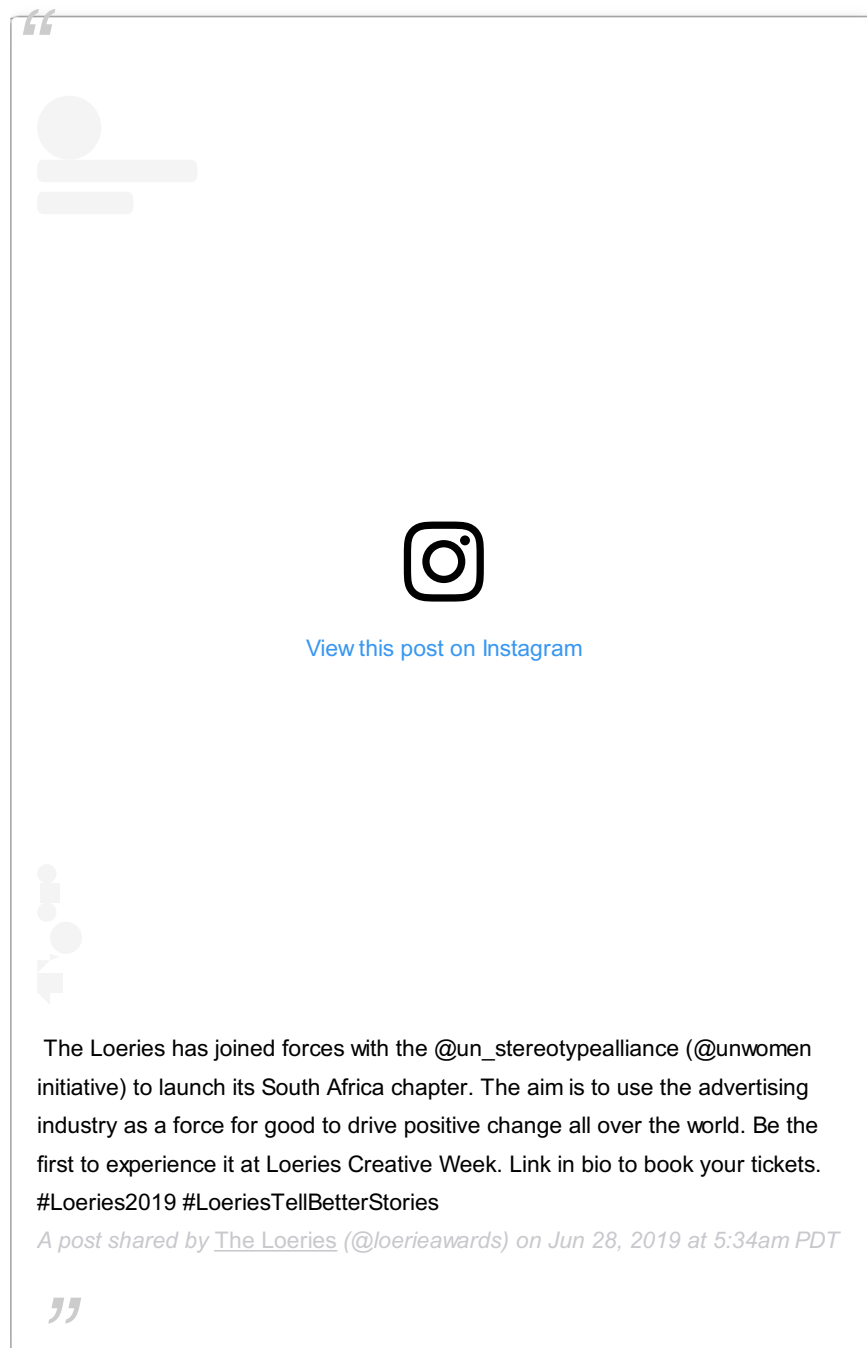 “
View this post on Instagram
The Loeries has joined forces with the @un_stereotypealliance (@unwomen
initiative) to launch its South Africa chapter. The aim is to use the advertising
industry as a force for good to drive positive change all over the world. Be the
first to experience it at Loeries Creative Week. Link in bio to book your tickets.
#Loeries2019 #LoeriesTellBetterStories
A post shared by The Loeries (@loerieawards) on Jun 28, 2019 at 5:34am PDT
”